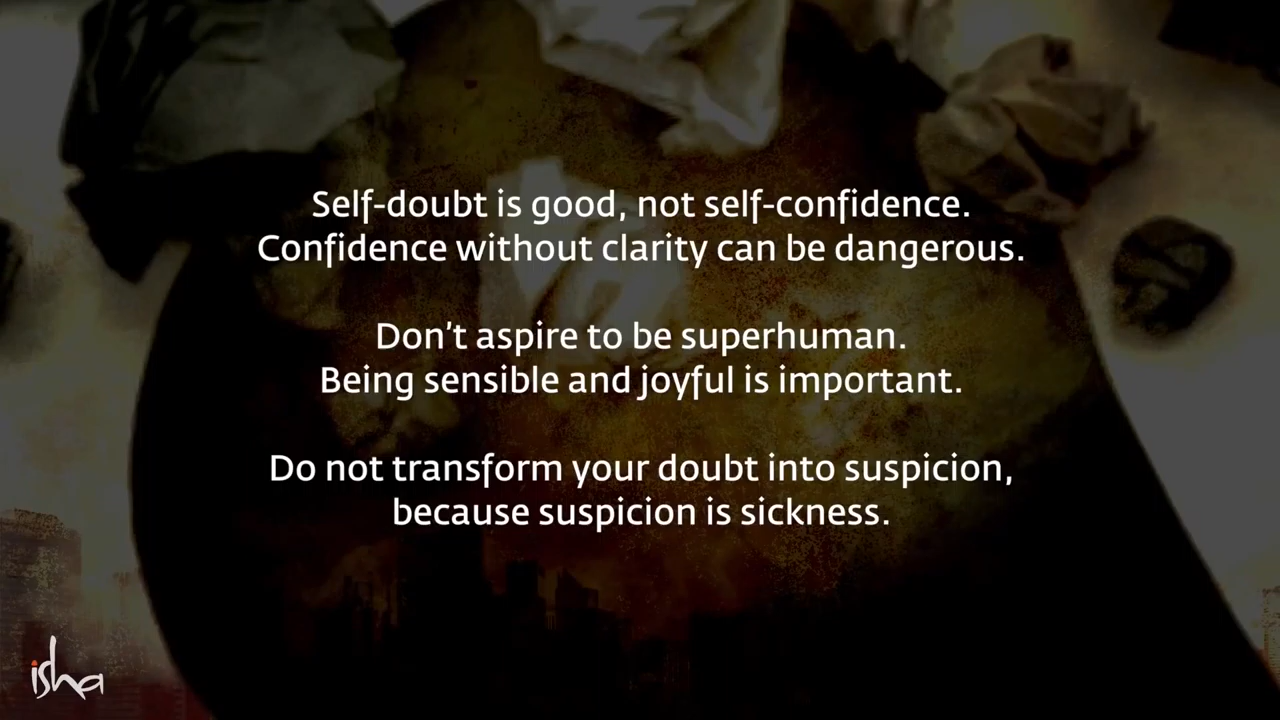 Self-doubt is good, not self-confidence.
Confidence without clarity can be dangerous.
Don't aspire to be superhuman.
Being sensible and joyful is important.
Do not transform your doubt into suspicion,
because suspicion is sickness.
isha